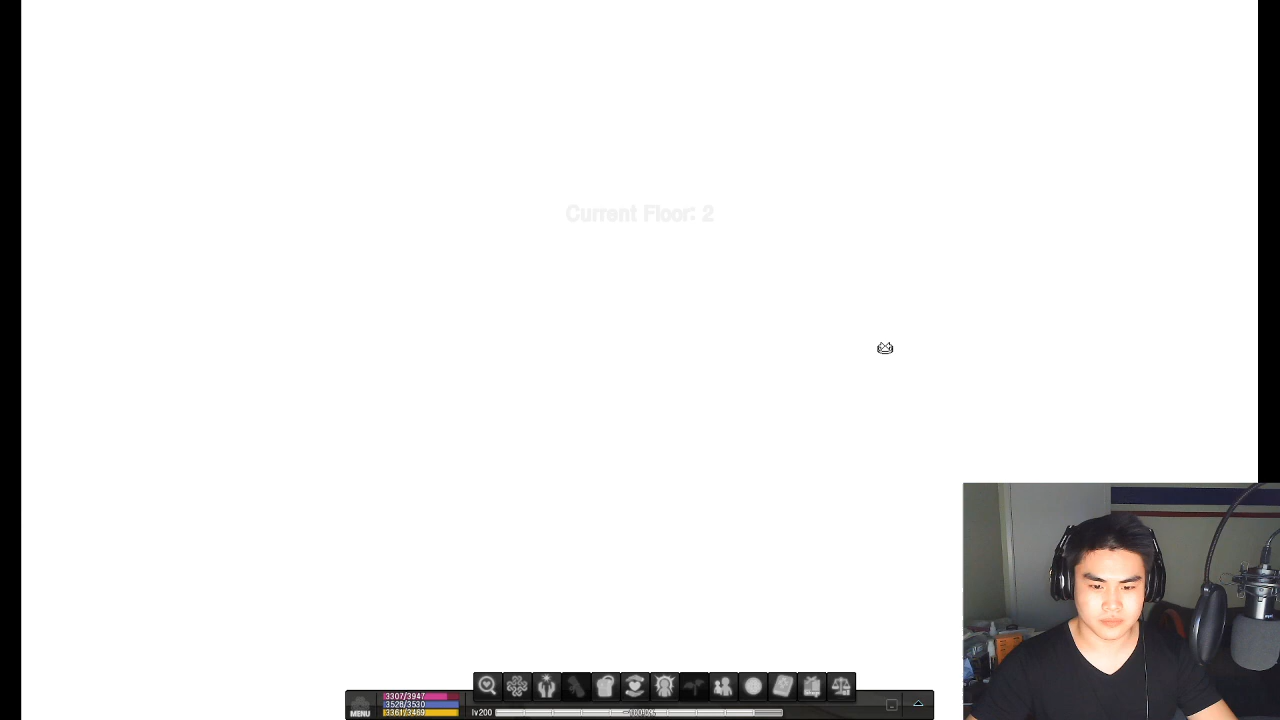 Current Floor: 2
3307/3947
3528/3530
3361/3489
MENU
lv200